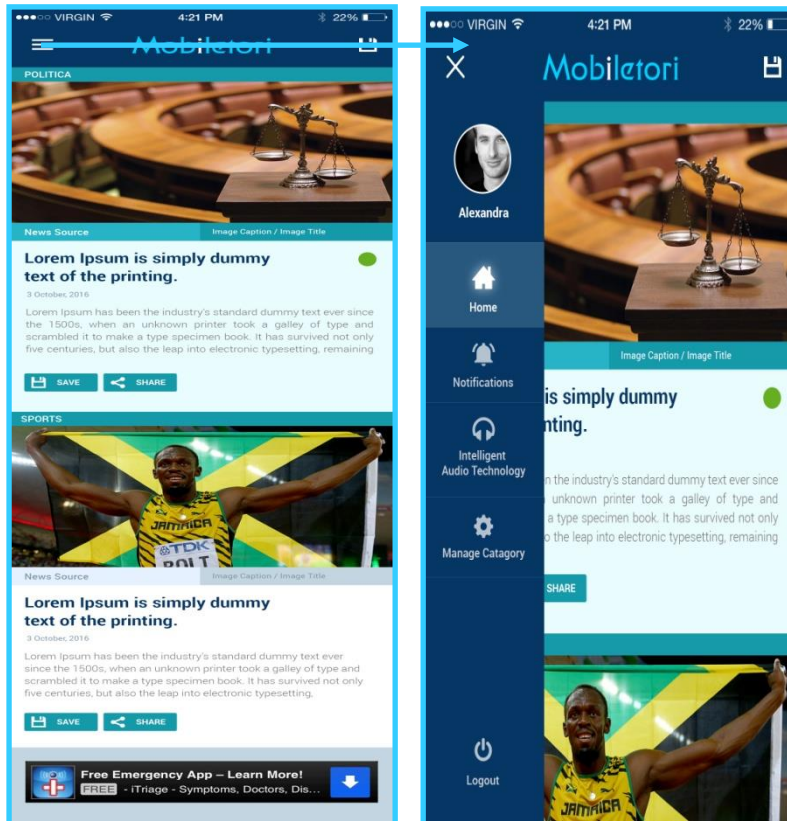 VIRGIN 4:21 PM 22%
Mobiletori
POLITICA
News Source Image Caption / Image Title
Lorem Ipsum is simply dummy
text of the printing.
3 October, 2016
Lorem Ipsum has been the industry's standard dummy text ever since
the 1500s, when an unknown printer took a galley of type and
scrambled it to make a type specimen book. It has survived not only
five centuries, but also the leap into electronic typesetting, remaining
SAVE SHARE
SPORTS
JAMAICA
TDK
BOLT
News Source Image Caption / Image Title
Lorem Ipsum is simply dummy
text of the printing.
3 October, 2016
Lorem Ipsum has been the industry's standard dummy text ever
since the 1500s, when an unknown printer took a galley of type and
scrambled it to make a type specimen book. It has survived not only
five centuries, but also the leap into electronic typesetting.
SAVE SHARE
Free Emergency App – Learn More!
FREE - iTriage - Symptoms, Doctors, Dis...
VIRGIN 4:21 PM 22%
X Mobiletori
Alexandra
Home
Notifications
Intelligent
Audio Technology
Manage Catagory
Logout
Image Caption / Image Title
is simply dummy
nting.
n the industry's standard dummy text ever since
unknown printer took a galley of type and
a type specimen book. It has survived not only
o the leap into electronic typesetting, remaining
SHARE
JAMAICA